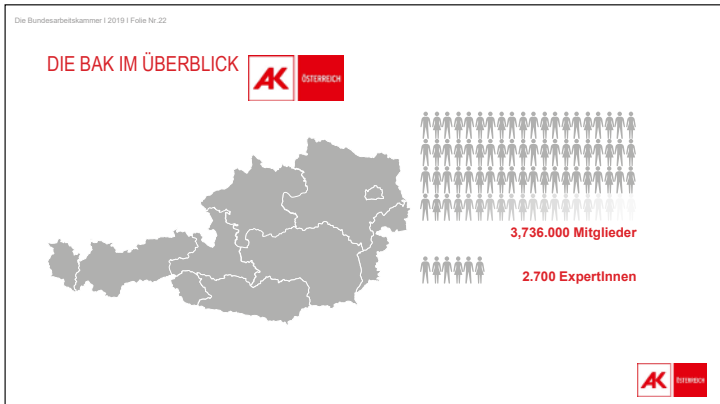 Die Bundesarbeitskammer I 2019 I Folie Nr.22
DIE BAK IM ÜBERBLICK
AK ÖSTERREICH
3,736.000 Mitglieder
2.700 ExpertInnen
AK ÖSTERREICH